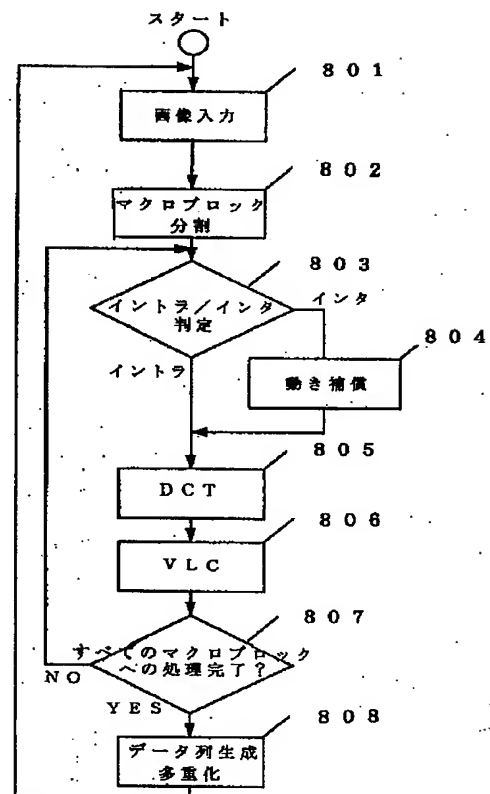 スタート
801
画像入力
802
マクロブロック
分割
803
イントラ/インタ
判定
インタ
イントラ
804
動き補償
805
DCT
806
VLC
807
すべてのマクロブロック
への処理完了?
NO
YES
808
データ列生成
多重化